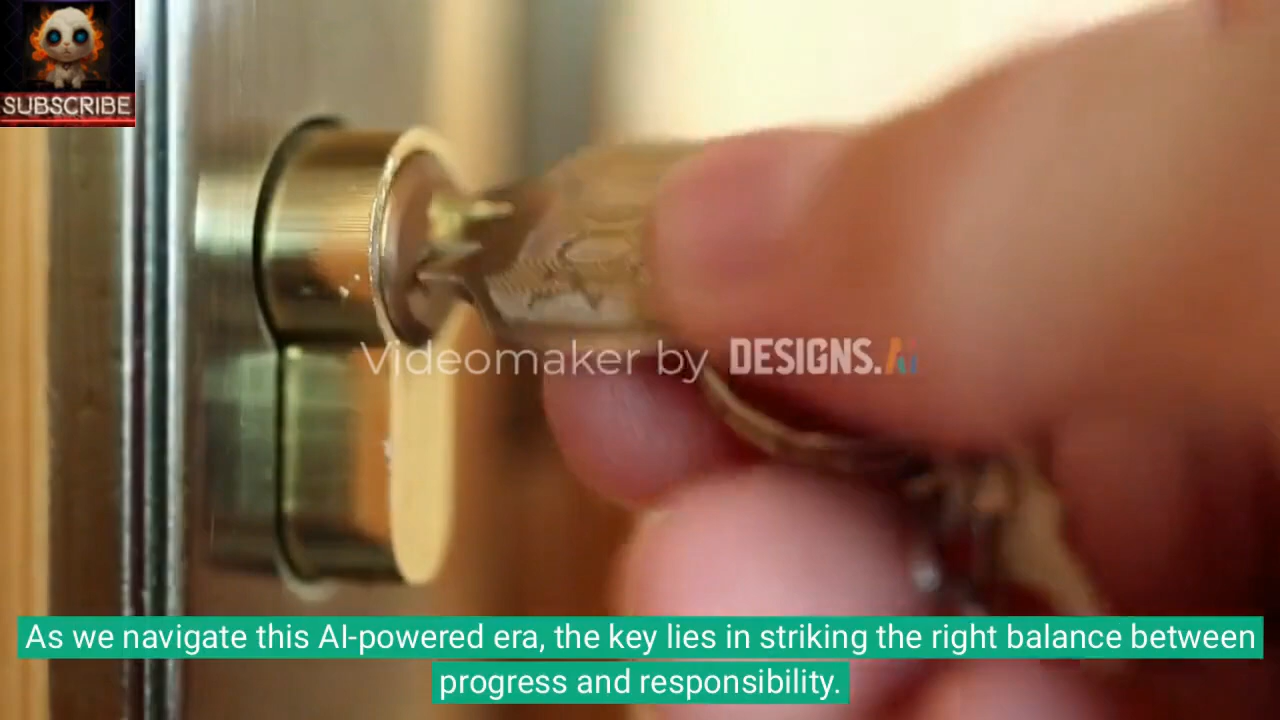 SUBSCRIBE
Videomaker by DESIGNS.Ai
As we navigate this AI-powered era, the key lies in striking the right balance between
progress and responsibility.